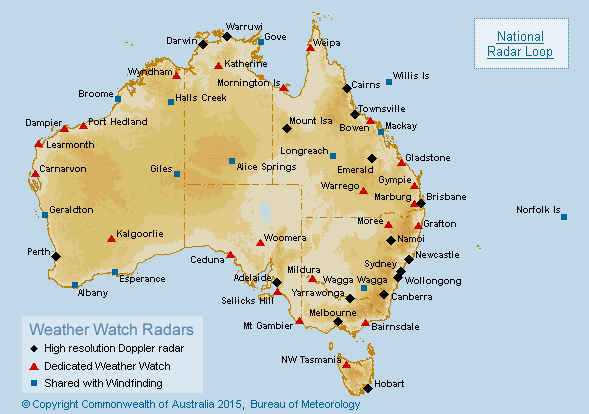 Warruwi
Darwin
Gove
Weipa
National
Radar Loop
Katherine
Wyndham
Mornington Is
Cairns
Willis Is
Broome
Halls Creek
Townsville
Dampier
Port Hedland
Mount Isa
Bowen
Mackay
Learmonth
Longreach
Gladstone
Carnarvon
Giles
Alice Springs
Emerald
Gympie
Warrego
Marburg
Brisbane
Geraldton
Norfolk Is
Moree
Grafton
Kalgoorlie
Woomera
Namoi
Perth
Ceduna
Newcastle
Mildura
Sydney
Esperance
Adelaide
Wagga Wagga
Wollongong
Albany
Yarrawonga
Canberra
Sellicks Hill
Melbourne
Mt Gambier
Bairnsdale
Weather Watch Radars
High resolution Doppler radar
NW Tasmania
Dedicated Weather Watch
Shared with Windfinding
Hobart
© Copyright Commonwealth of Australia 2015, Bureau of Meteorology